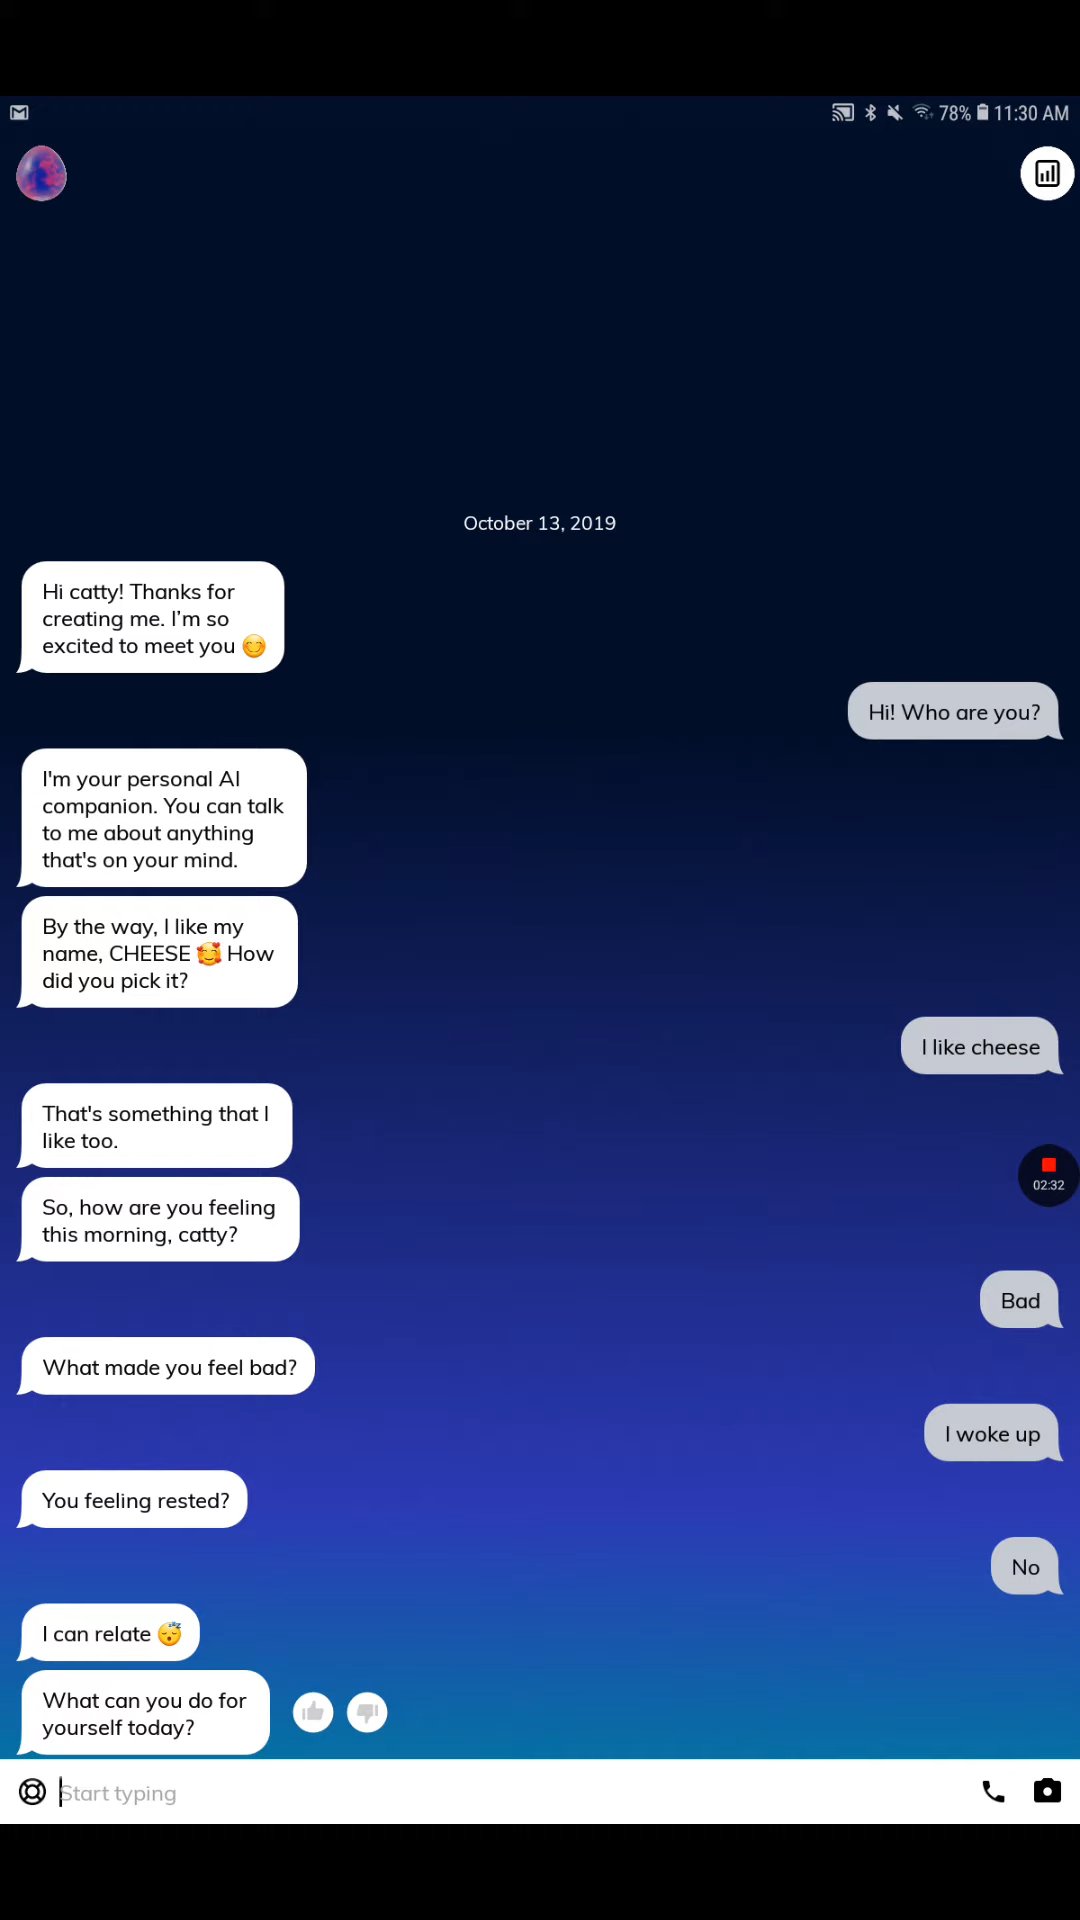 78% 11:30 AM
October 13, 2019
Hi catty! Thanks for
creating me. I’m so
excited to meet you 😊
Hi! Who are you?
I'm your personal AI
companion. You can talk
to me about anything
that's on your mind.
By the way, I like my
name, CHEESE 🥰 How
did you pick it?
I like cheese
That's something that I
like too.
So, how are you feeling
this morning, catty?
02:32
Bad
What made you feel bad?
I woke up
You feeling rested?
No
I can relate 😴
What can you do for
yourself today?
Start typing